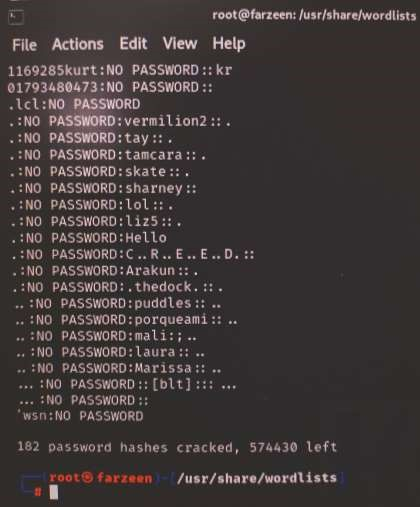 root@farzeen: /usr/share/wordlists
File Actions Edit View Help
1169285kurt:NO PASSWORD::kr
01793480473:NO PASSWORD::
.lcl:NO PASSWORD
.:NO PASSWORD:vermilion2::.
.:NO PASSWORD:tay::.
.:NO PASSWORD:tamcara::.
.:NO PASSWORD:skate::.
.:NO PASSWORD:sharney::
.:NO PASSWORD:lol::.
.:NO PASSWORD:liz5::.
.:NO PASSWORD:Hello
.:NO PASSWORD:C..R..E..E..D.::
.:NO PASSWORD:Arakun::.
.:NO PASSWORD:.thedock.::.
..:NO PASSWORD:puddles::..
..:NO PASSWORD:porqueami::..
..:NO PASSWORD:mali:;..
..:NO PASSWORD:laura::..
..:NO PASSWORD:Marissa::..
...:NO PASSWORD::[blt]::: ...
...:NO PASSWORD::
'wsn:NO PASSWORD
182 password hashes cracked, 574430 left
(root㉿farzeen)-[/usr/share/wordlists]
#